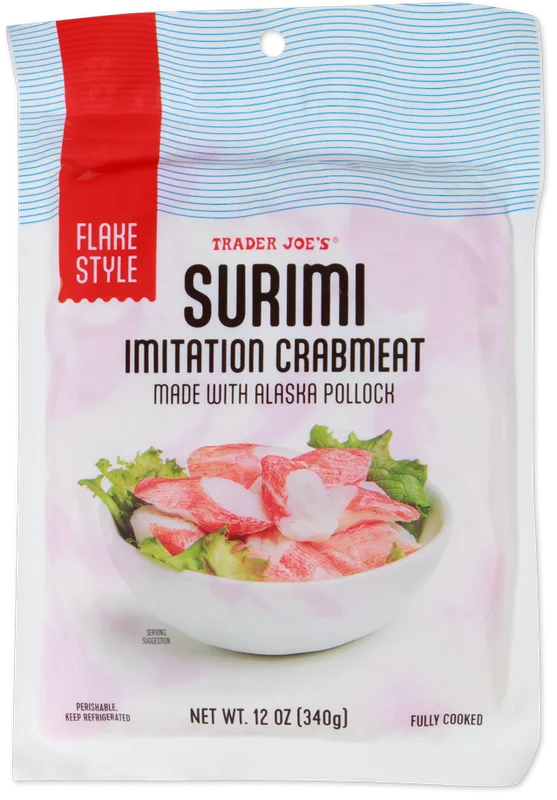 FLAKE
STYLE
TRADER JOE'S®
SURIMI
IMITATION CRABMEAT
MADE WITH ALASKA POLLOCK
SERVING
SUGGESTION
PERISHABLE.
KEEP REFRIGERATED
NET WT. 12 OZ (340g)
FULLY COOKED